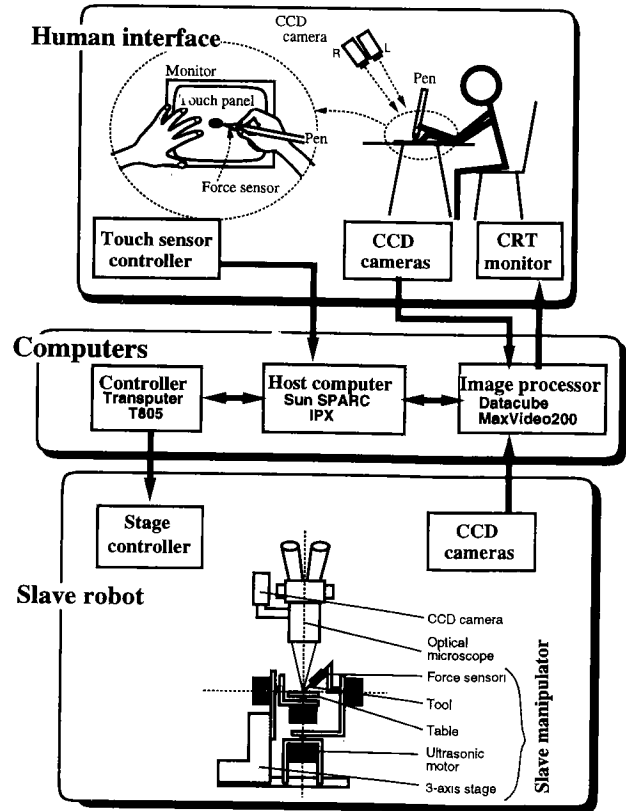 Human interface
CCD
camera
R
L
Pen
Monitor
Touch panel
Pen
Force sensor
Touch sensor
controller
CCD
cameras
CRT
monitor
Computers
Controller
Transputer
T805
Host computer
Sun SPARC
IPX
Image processor
Datacube
MaxVideo200
Stage
controller
CCD
cameras
Slave robot
CCD camera
Optical
microscope
Force sensori
Tool
Table
Ultrasonic
motor
3-axis stage
Slave manipulator